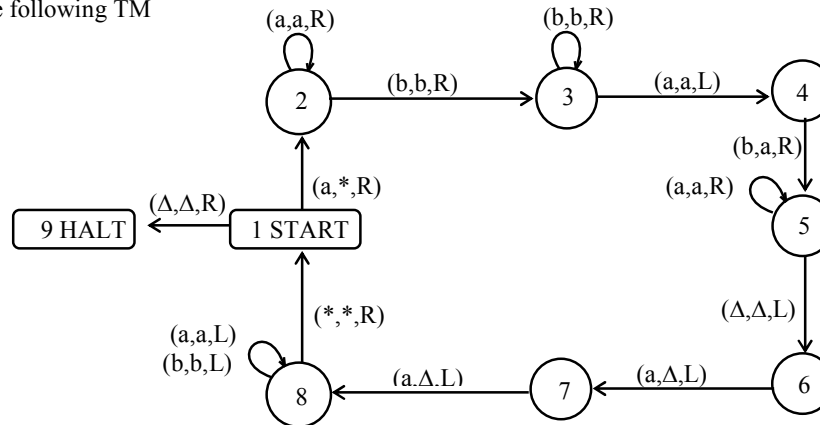 e following TM
(a,a,R)
(b,b,R)
2
(b,b,R)
3
(a,a,L)
4
(b,a,R)
(a,a,R)
(a,*,R)
(Δ,Δ,R)
9 HALT
1 START
5
(*,*,R)
(Δ,Δ,L)
(a,a,L)
(b,b,L)
8
(a,Δ,L)
7
(a,Δ,L)
6